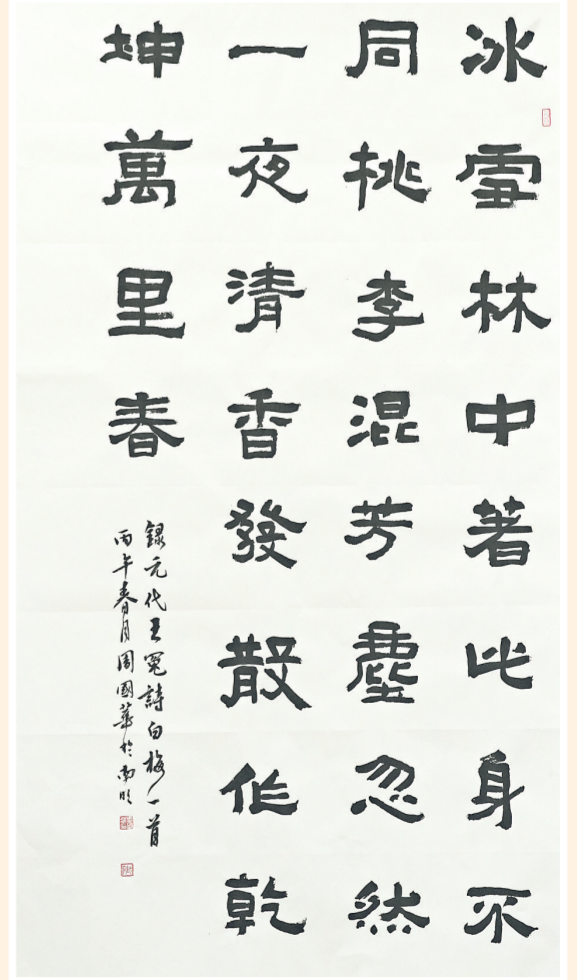 冰雪林中著此身不
同桃李混芳塵忽然
一夜清香發散作乾
坤萬里春
錄元代王冕詩白梅一首
丙午春月周國華於南